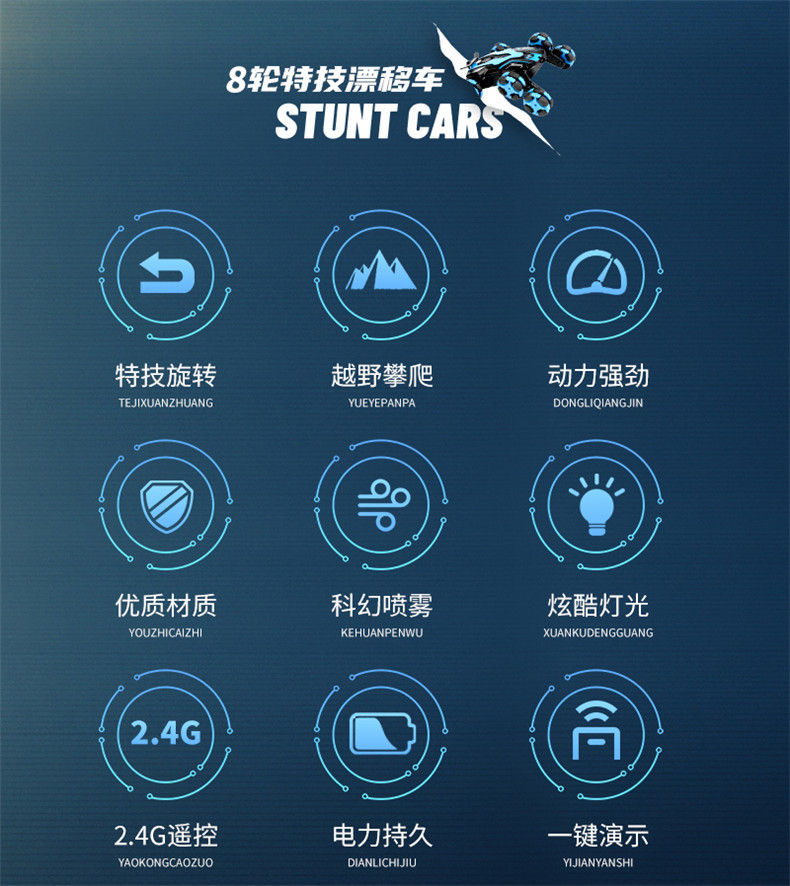 8轮特技漂移车
STUNT CARS
特技旋转 越野攀爬 动力强劲
TEJIXUANZHUANG YUEYEPANPA DONGLIQIANGJIN
优质材质 科幻喷雾 炫酷灯光
YOUZHICAIZHI KEHUANPENWU XUANKUDENGGUANG
2.4G
2.4G遥控 电力持久 一键演示
YAOKONGCAOZUO DIANLICHIJIU YIJIANYANSHI